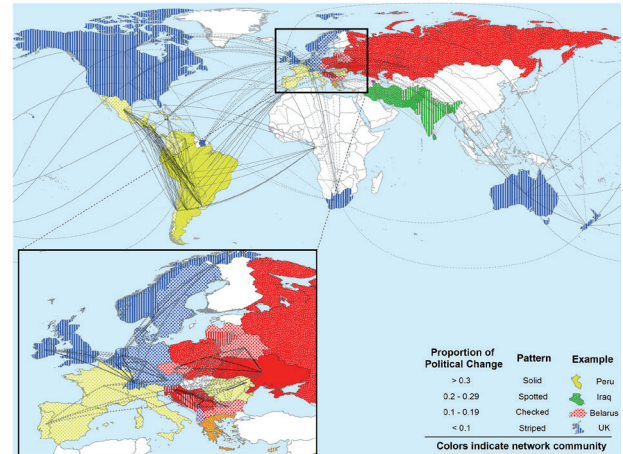 Proportion of Political Change Pattern Example
> 0.3 Solid Peru
0.2 - 0.29 Spotted Iraq
0.1 - 0.19 Checked Belarus
< 0.1 Striped UK
Colors indicate network community